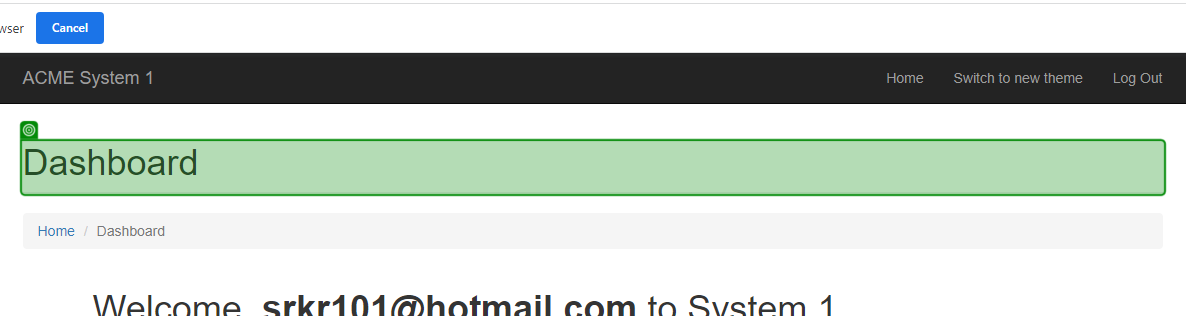 wser Cancel
ACME System 1 Home Switch to new theme Log Out
Dashboard
Home / Dashboard
Welcome, srkr101@hotmail.com to System 1